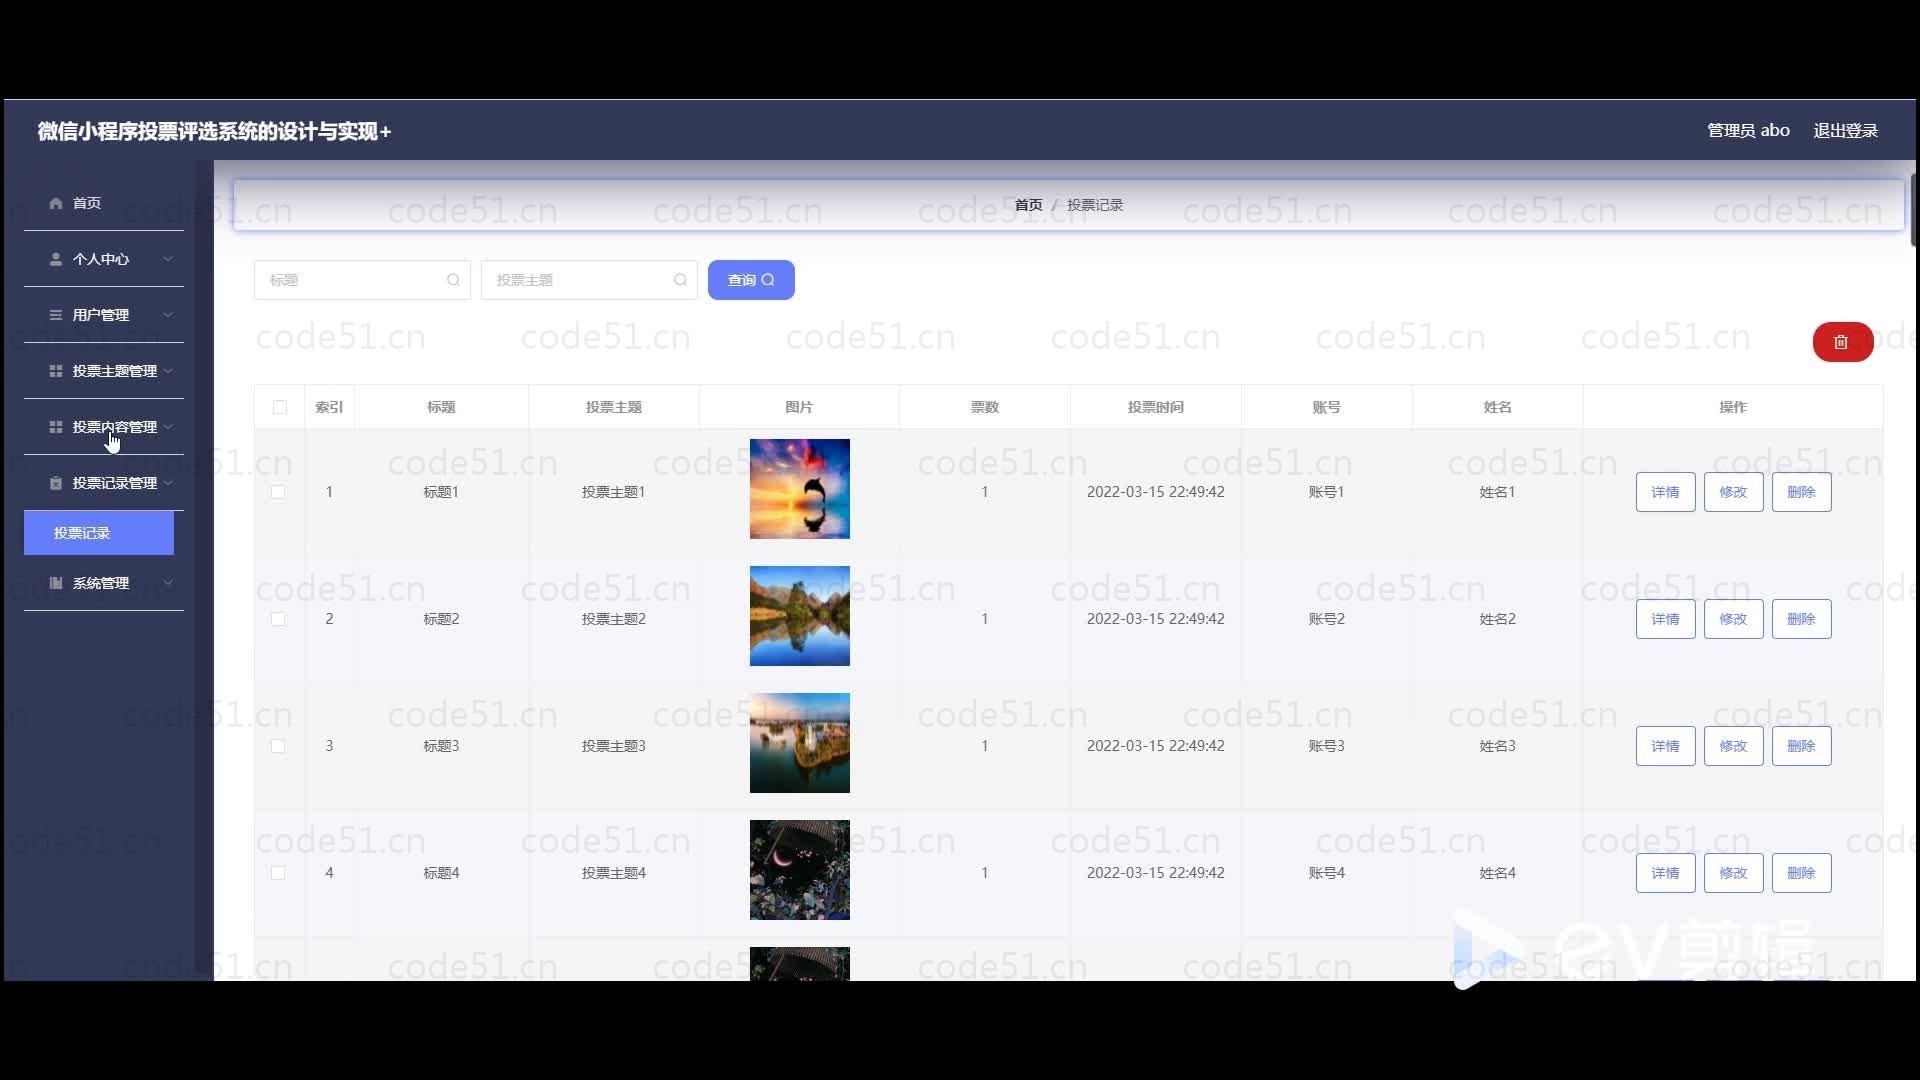 微信小程序投票评选系统的设计与实现+
管理员 abo 退出登录
首页
个人中心
用户管理
投票主题管理
投票内容管理
投票记录管理
投票记录
系统管理
首页 / 投票记录
标题 投票主题 查询
索引 标题 投票主题 图片 票数 投票时间 账号 姓名 操作
1 标题1 投票主题1 1 2022-03-15 22:49:42 账号1 姓名1 详情 修改 删除
2 标题2 投票主题2 1 2022-03-15 22:49:42 账号2 姓名2 详情 修改 删除
3 标题3 投票主题3 1 2022-03-15 22:49:42 账号3 姓名3 详情 修改 删除
4 标题4 投票主题4 1 2022-03-15 22:49:42 账号4 姓名4 详情 修改 删除
code51.cn
ev剪辑